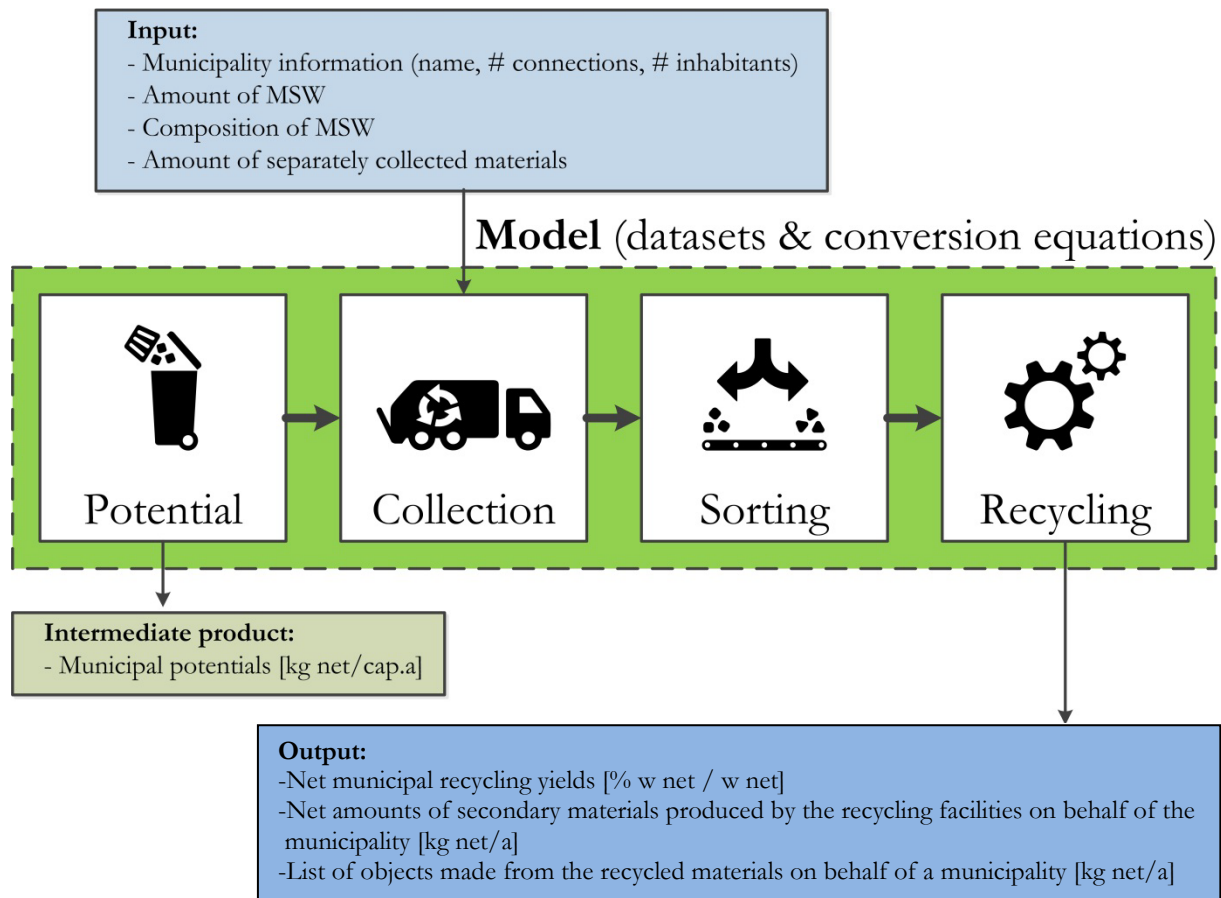 Input:
- Municipality information (name, # connections, # inhabitants)
- Amount of MSW
- Composition of MSW
- Amount of separately collected materials
Model (datasets & conversion equations)
Potential
Collection
Sorting
Recycling
Intermediate product:
- Municipal potentials [kg net/cap.a]
Output:
-Net municipal recycling yields [% w net / w net]
-Net amounts of secondary materials produced by the recycling facilities on behalf of the
municipality [kg net/a]
-List of objects made from the recycled materials on behalf of a municipality [kg net/a]